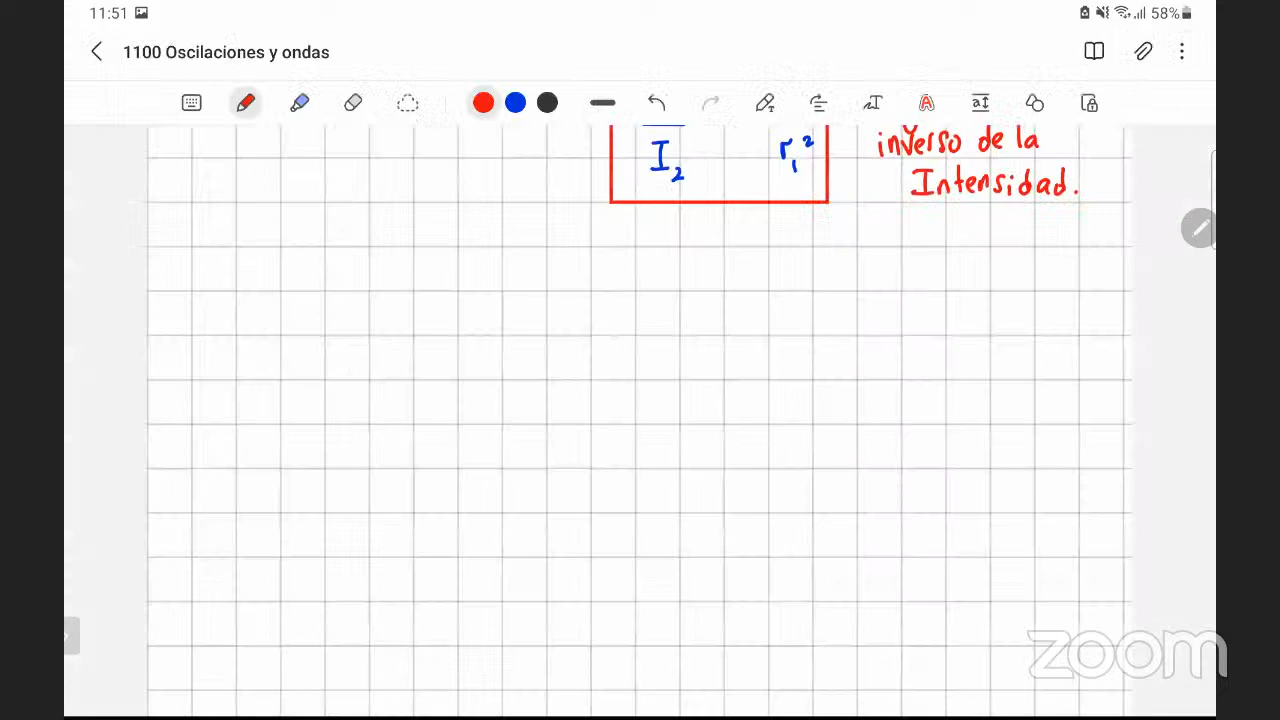 11:51
58%
1100 Oscilaciones y ondas
inverso de la
I₂ r₁²
Intensidad.
zoom